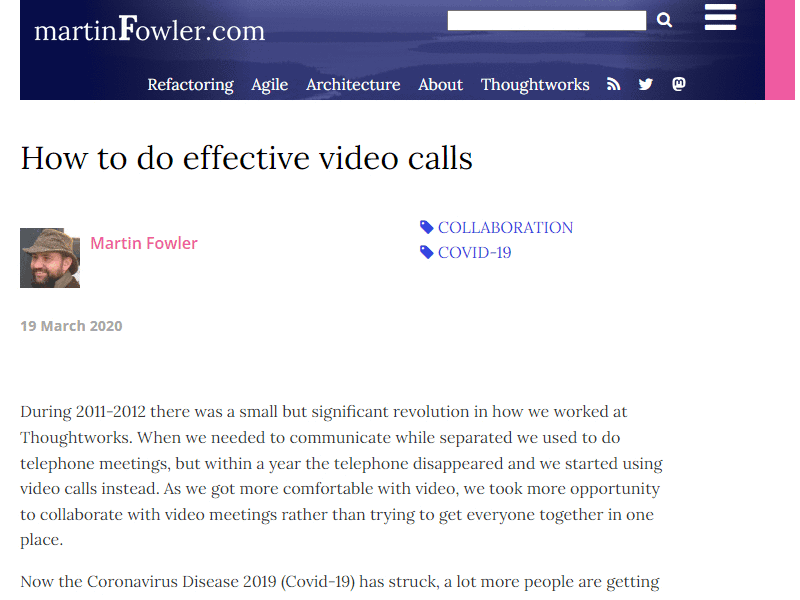 martinFowler.com
Refactoring Agile Architecture About Thoughtworks
How to do effective video calls
Martin Fowler
COLLABORATION
COVID-19
19 March 2020
During 2011-2012 there was a small but significant revolution in how we worked at
Thoughtworks. When we needed to communicate while separated we used to do
telephone meetings, but within a year the telephone disappeared and we started using
video calls instead. As we got more comfortable with video, we took more opportunity
to collaborate with video meetings rather than trying to get everyone together in one
place.
Now the Coronavirus Disease 2019 (Covid-19) has struck, a lot more people are getting